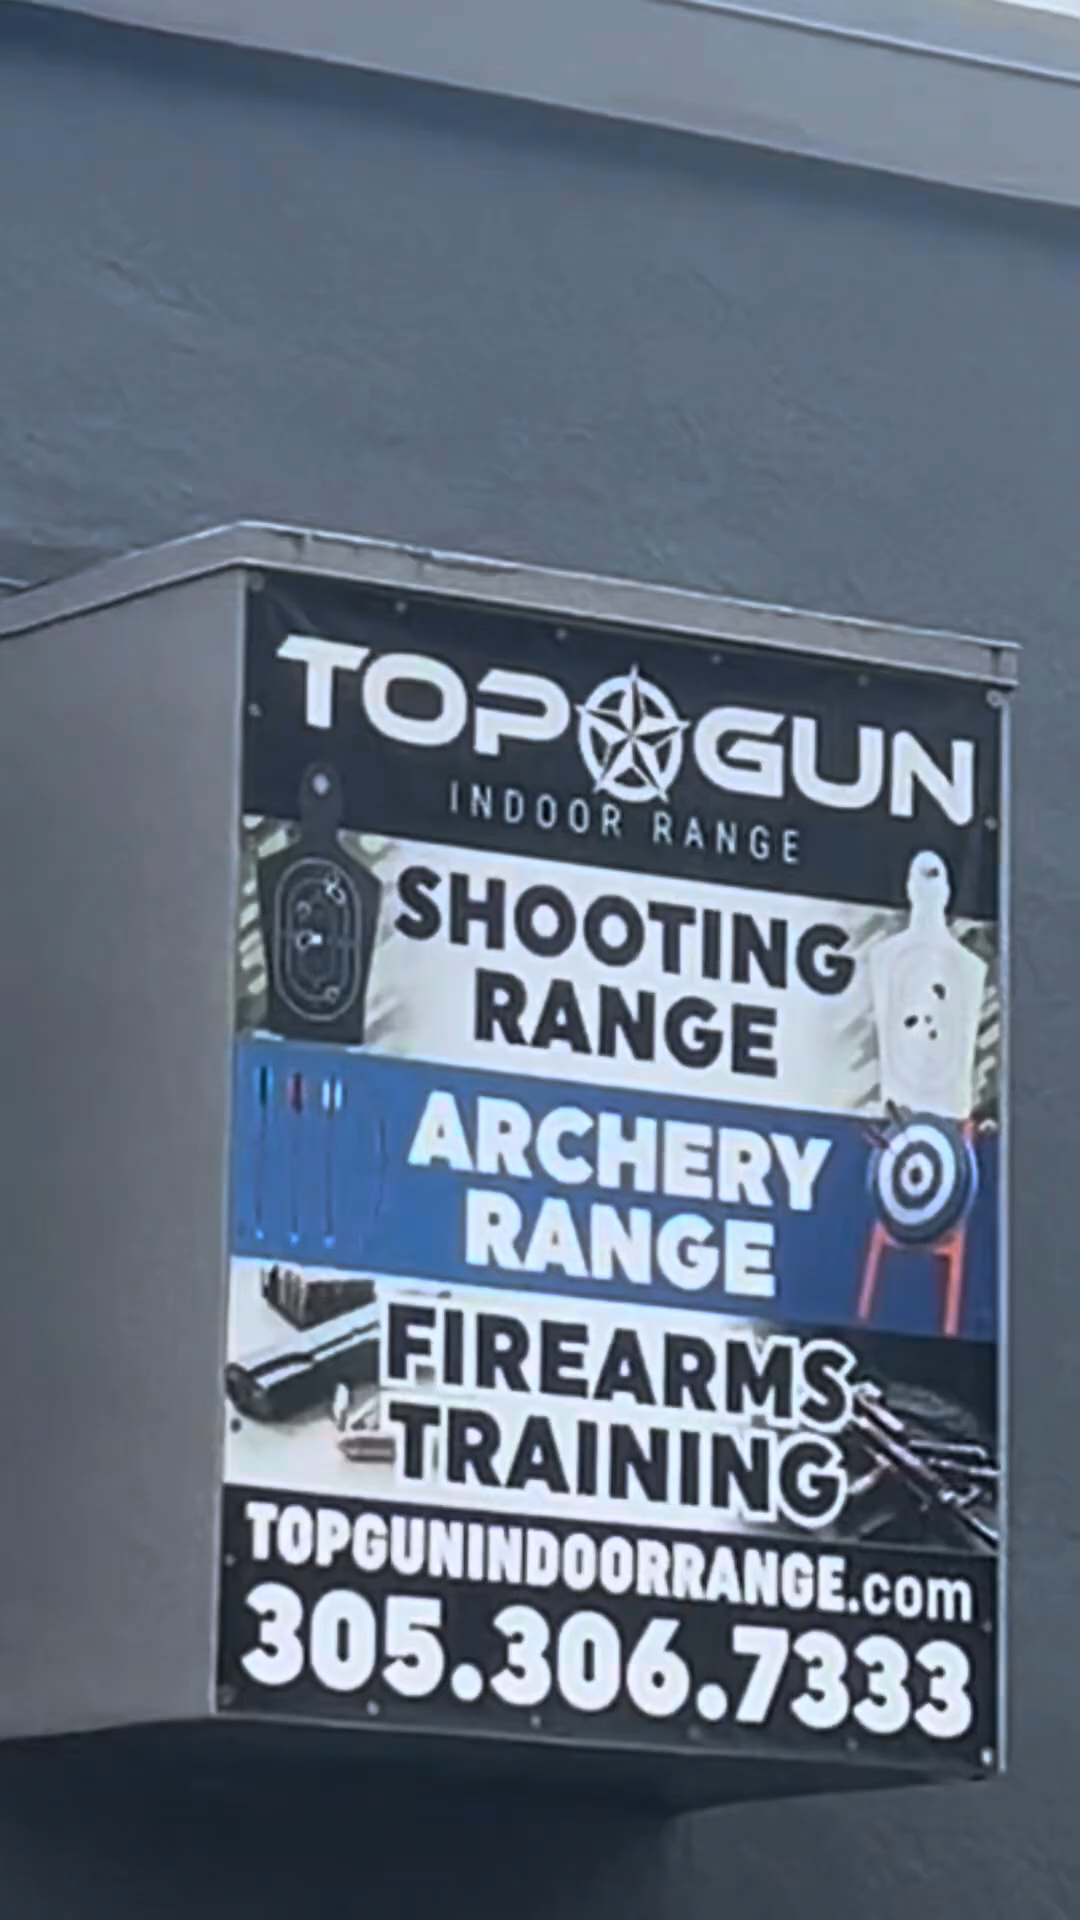 TOP GUN
INDOOR RANGE
SHOOTING
RANGE
ARCHERY
RANGE
FIREARMS
TRAINING
TOPGUNINDOORRANGE.com
305.306.7333